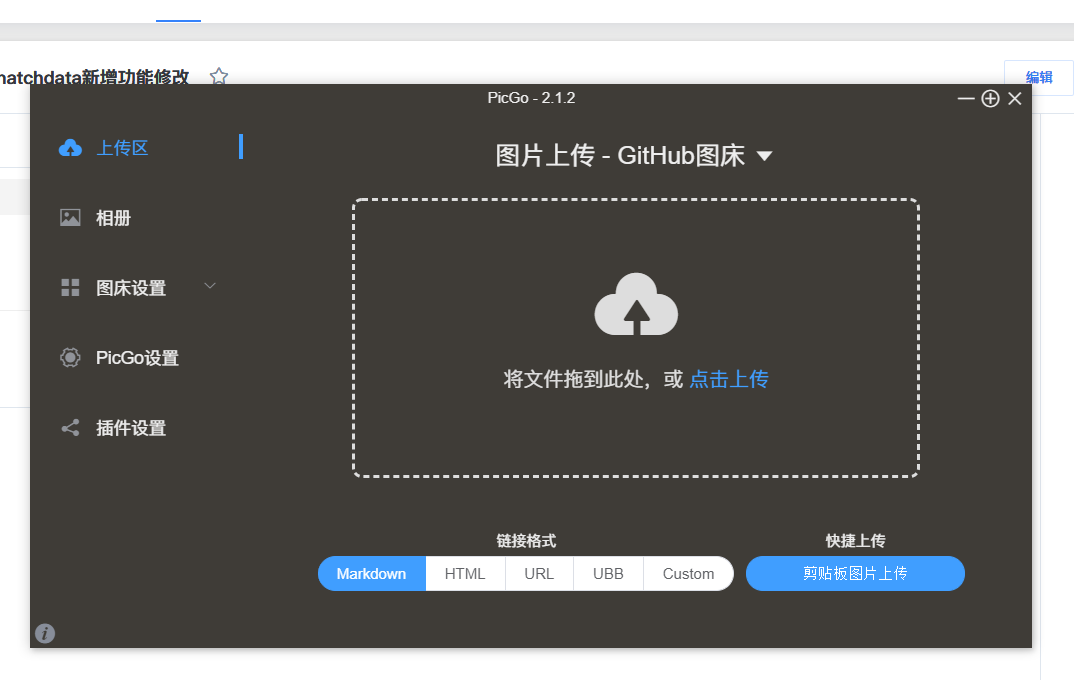 matchdata新增功能修改
编辑
PicGo - 2.1.2
上传区
图片上传 - GitHub图床
相册
图床设置
PicGo设置
插件设置
将文件拖到此处，或 点击上传
链接格式
快捷上传
Markdown HTML URL UBB Custom
剪贴板图片上传